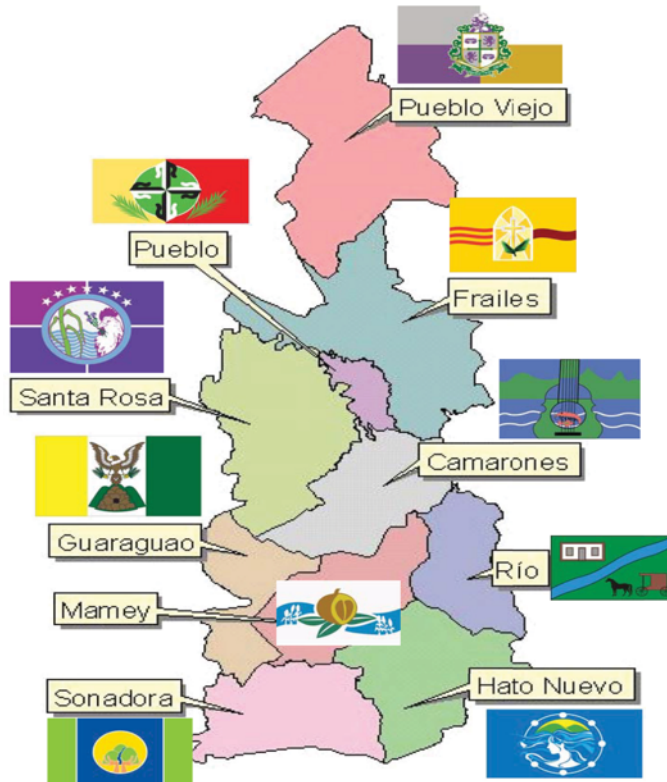 Pueblo Viejo
Pueblo
Frailes
Santa Rosa
Camarones
Guaraguao
Río
Mamey
Sonadora
Hato Nuevo